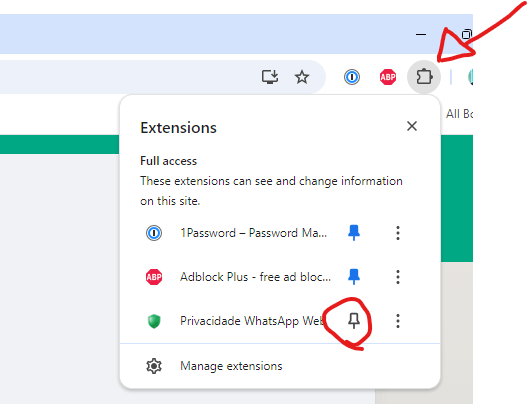 ABP
All Bo
Extensions
Full access
These extensions can see and change information
on this site.
1Password – Password Ma...
ABP
Adblock Plus - free ad bloc...
Privacidade WhatsApp Web
Manage extensions